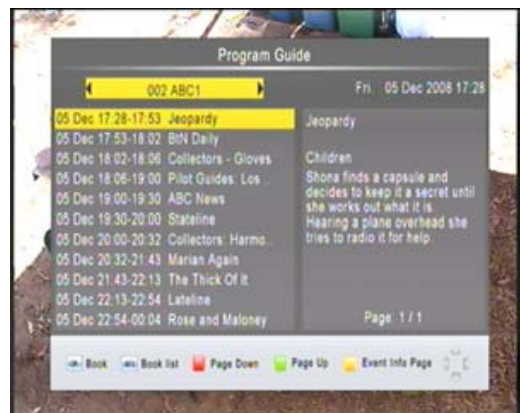 Program Guide
002 ABC1
Fri 05 Dec 2008 17:28
05 Dec 17:28-17:53 Jeopardy
05 Dec 17:53-18:02 BtN Daily
05 Dec 18:02-18:06 Collectors - Gloves
05 Dec 18:06-19:00 Pilot Guides: Los ..
05 Dec 19:00-19:30 ABC News
05 Dec 19:30-20:00 Stateline
05 Dec 20:00-20:32 Collectors: Harmo..
05 Dec 20:32-21:43 Marian Again
05 Dec 21:43-22:13 The Thick Of It
05 Dec 22:13-22:54 Lateline
05 Dec 22:54-00:04 Rose and Maloney
Jeopardy
Children
Shona finds a capsule and
decides to keep it a secret until
she works out what it is.
Hearing a plane overhead she
tries to radio it for help.
Page 1 / 1
Book
Book list
Page Down
Page Up
Event Info Page